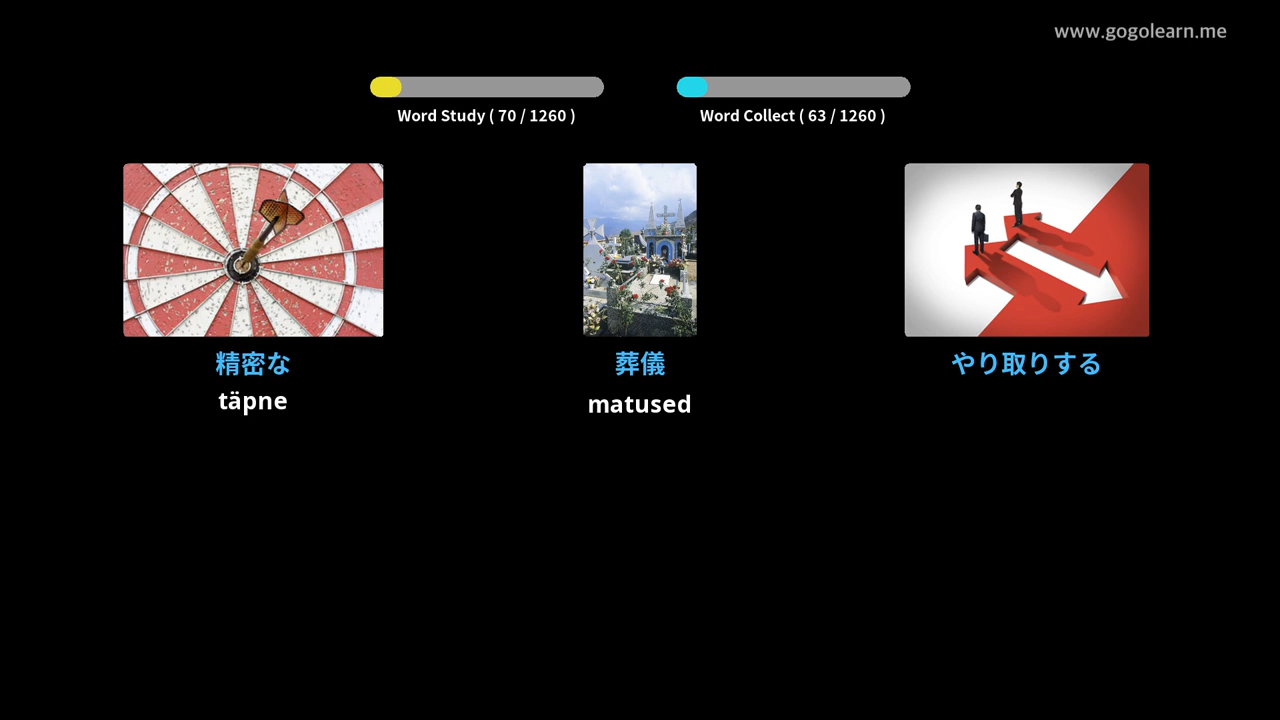 www.gogolearn.me
Word Study ( 70 / 1260 )
Word Collect ( 63 / 1260 )
精密な
täpne
葬儀
matused
やり取りする